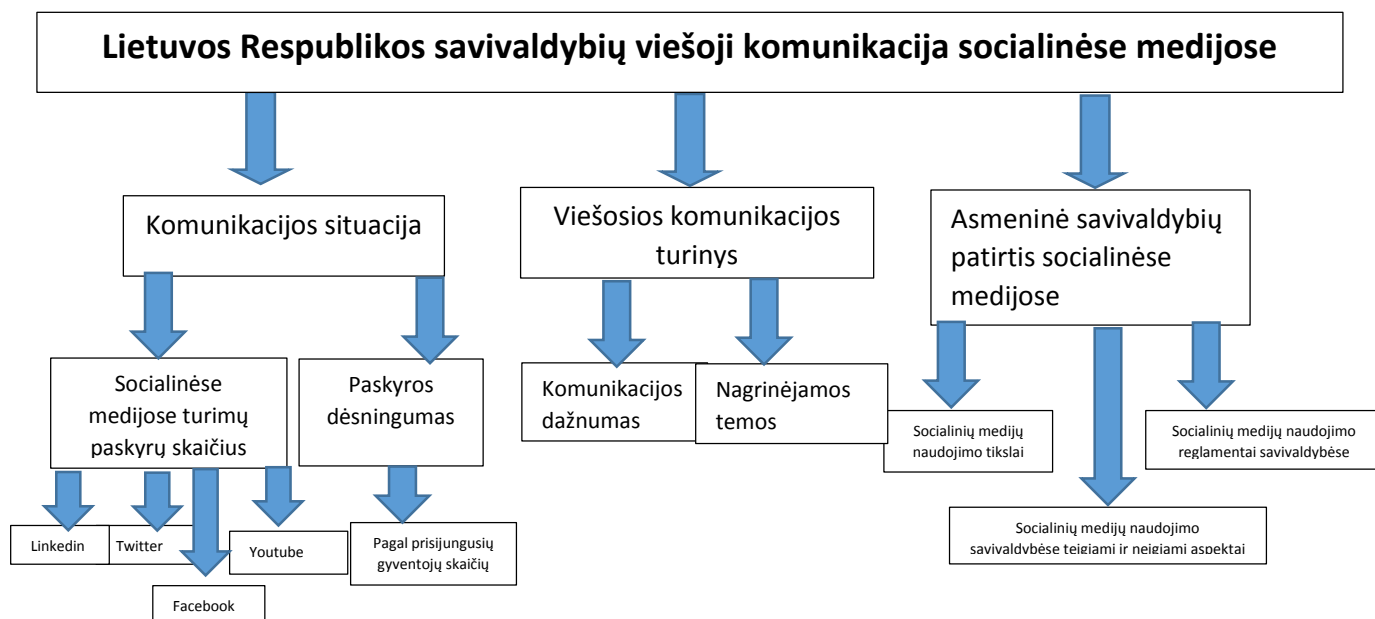 Lietuvos Respublikos savivaldybių viešoji komunikacija socialinėse medijose
Komunikacijos situacija
Viešosios komunikacijos
turinys
Asmeninė savivaldybių
patirtis socialinėse
medijose
Socialinėse
medijose turimų
paskyrų skaičius
Paskyros
dėsningumas
Komunikacijos
dažnumas
Nagrinėjamos
temos
Socialinių medijų
naudojimo tikslai
Socialinių medijų naudojimo
reglamentai savivaldybėse
Linkedin
Twitter
Youtube
Pagal prisijungusių
gyventojų skaičių
Socialinių medijų naudojimo
savivaldybėse teigiami ir neigiami aspektai
Facebook